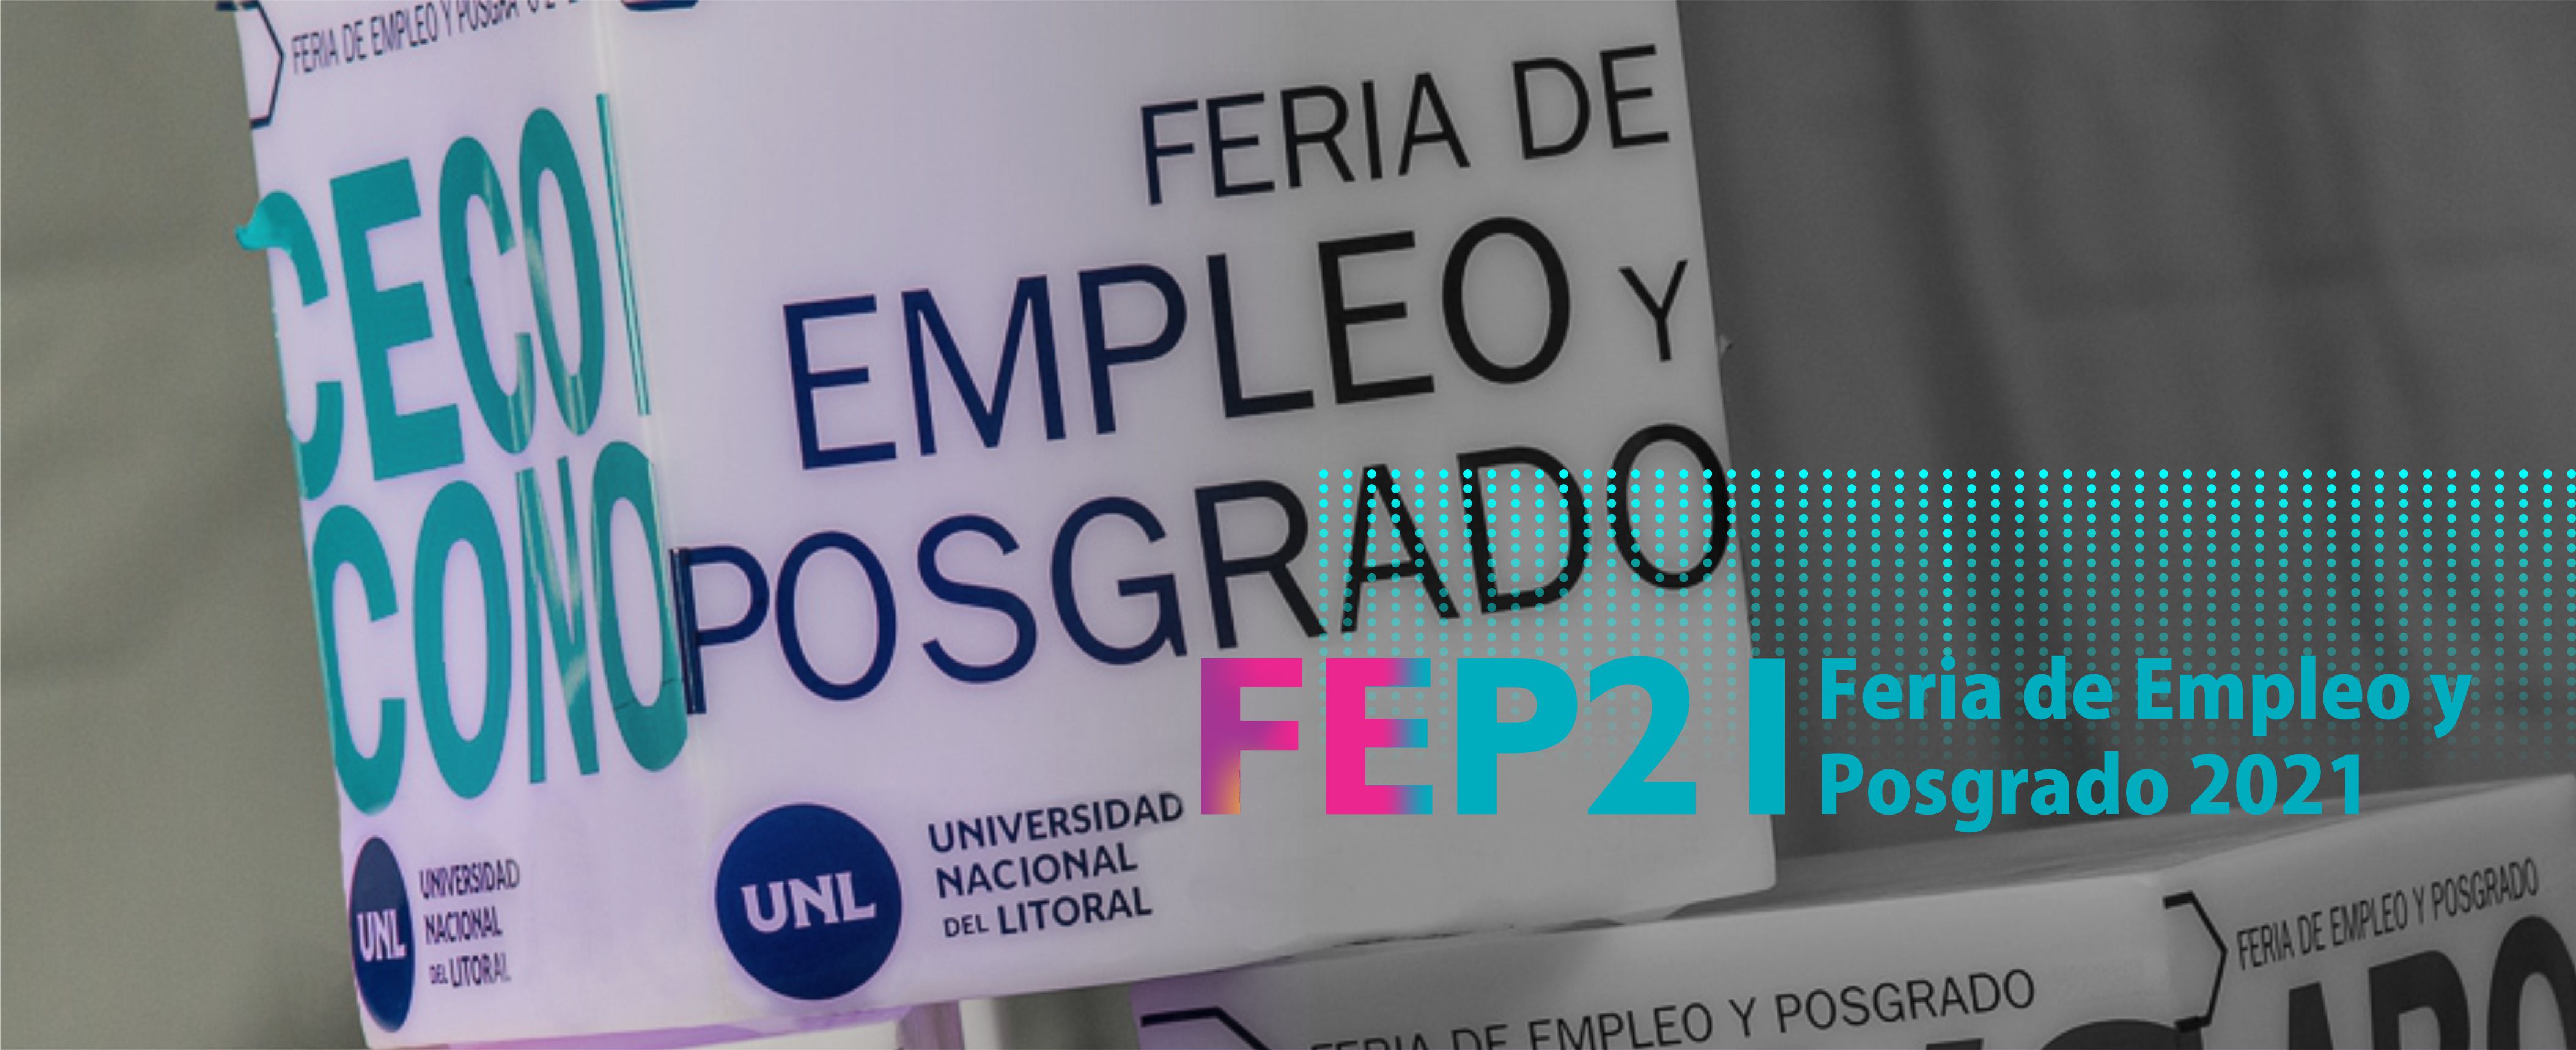 FERIA DE EMPLEO Y POSGRADO
CECO
CONO
UNL
UNIVERSIDAD
NACIONAL
DEL LITORAL
FERIA DE
EMPLEO Y
POSGRADO
UNL
UNIVERSIDAD
NACIONAL
DEL LITORAL
FEP21
Feria de Empleo y
Posgrado 2021
FERIA DE EMPLEO Y POSGRADO
FERIA DE EMPLEO Y POSGRADO